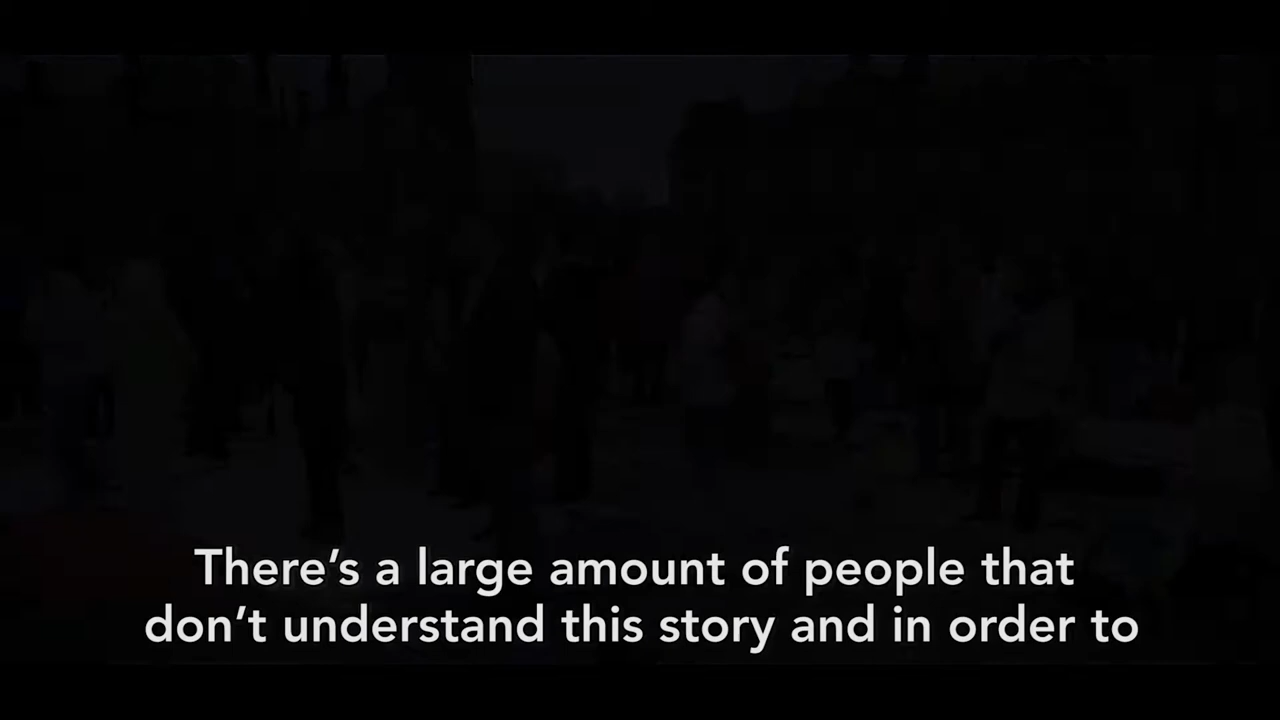 There’s a large amount of people that
don’t understand this story and in order to